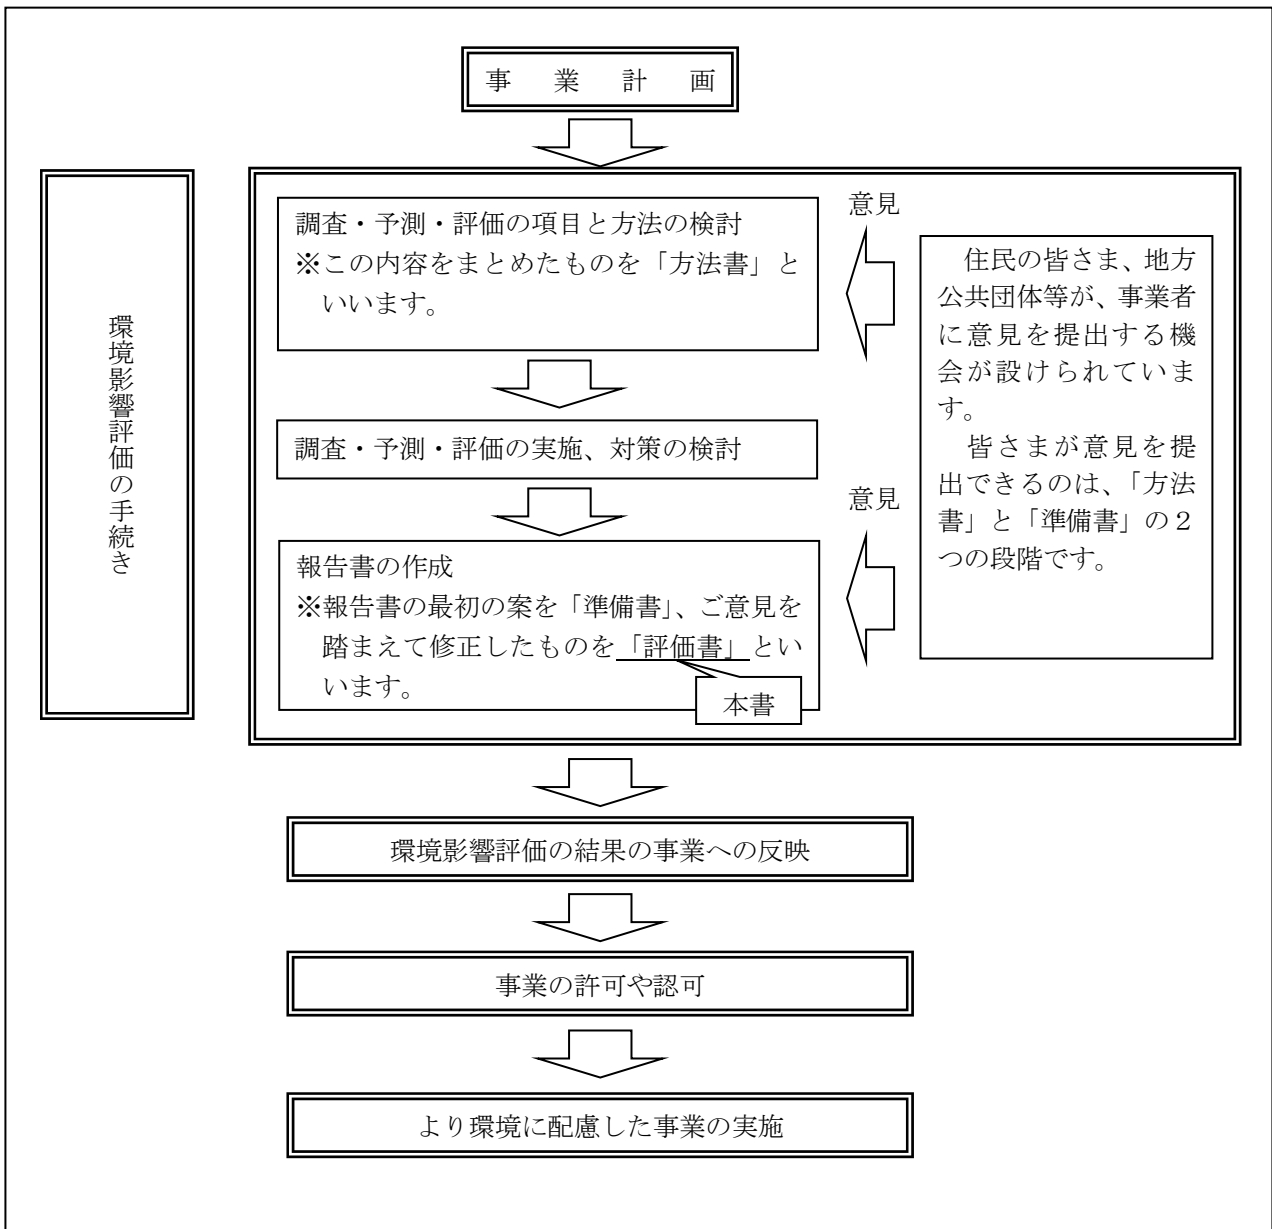 事業計画
環境影響評価の手続き
調査・予測・評価の項目と方法の検討
※この内容をまとめたものを「方法書」と
いいます。
意見
住民の皆さま、地方
公共団体等が、事業者
に意見を提出する機
会が設けられていま
す。
皆さまが意見を提
出できるのは、「方法
書」と「準備書」の２
つの段階です。
調査・予測・評価の実施、対策の検討
意見
報告書の作成
※報告書の最初の案を「準備書」、ご意見を
踏まえて修正したものを「評価書」とい
います。
本書
環境影響評価の結果の事業への反映
事業の許可や認可
より環境に配慮した事業の実施